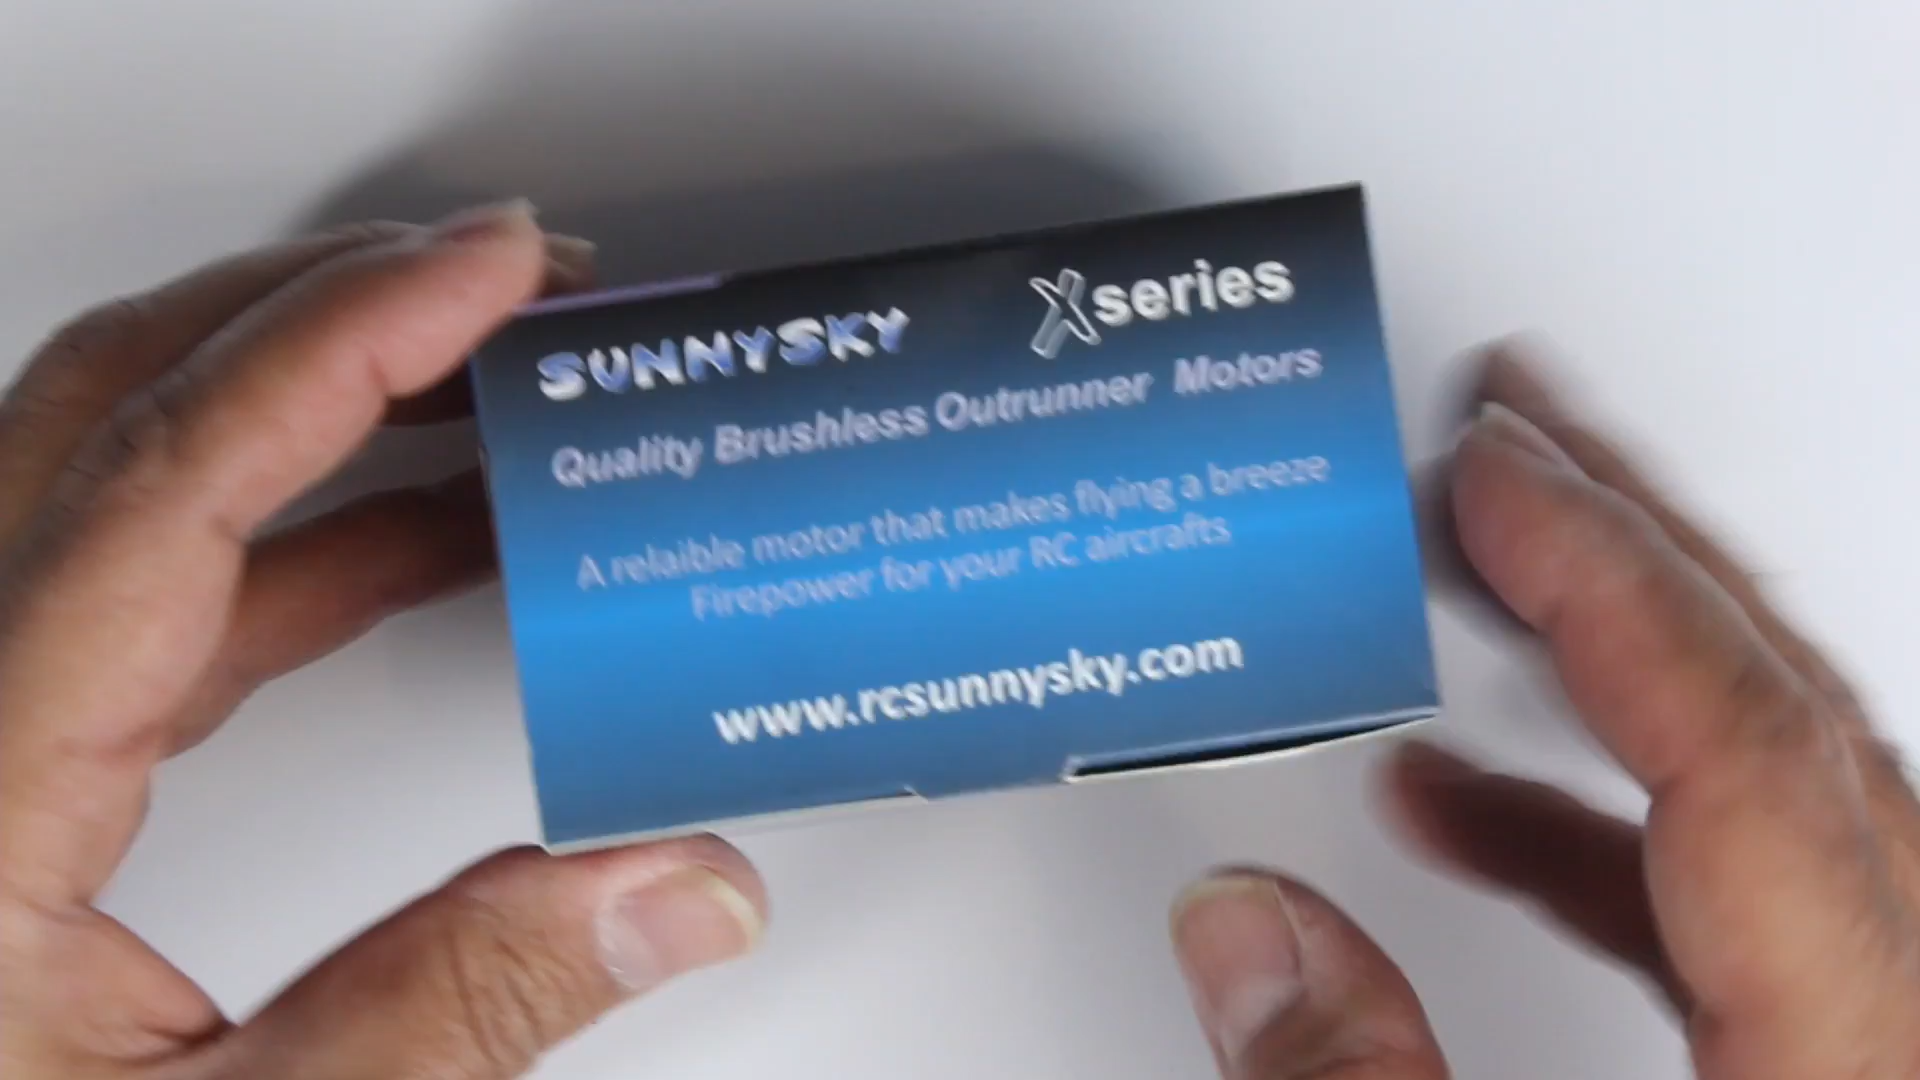 SUNNYSKY Xseries
Quality Brushless Outrunner Motors
A relaible motor that makes flying a breeze
Firepower for your RC aircrafts
www.rcsunnysky.com